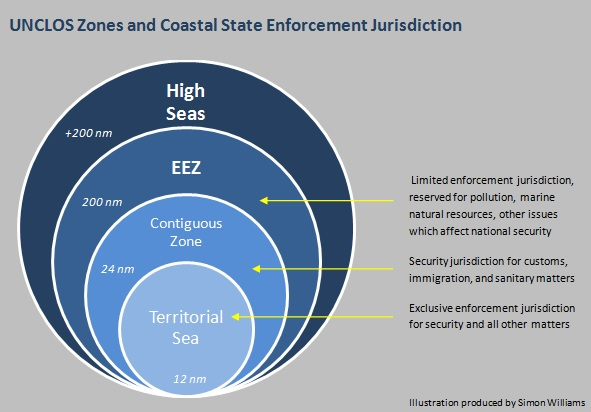 UNCLOS Zones and Coastal State Enforcement Jurisdiction
High
Seas
+200 nm
EEZ
200 nm
Contiguous
Zone
24 nm
Territorial
Sea
12 nm
Limited enforcement jurisdiction,
reserved for pollution, marine
natural resources, other issues
which affect national security
Security jurisdiction for customs,
immigration, and sanitary matters
Exclusive enforcement jurisdiction
for security and all other matters
Illustration produced by Simon Williams